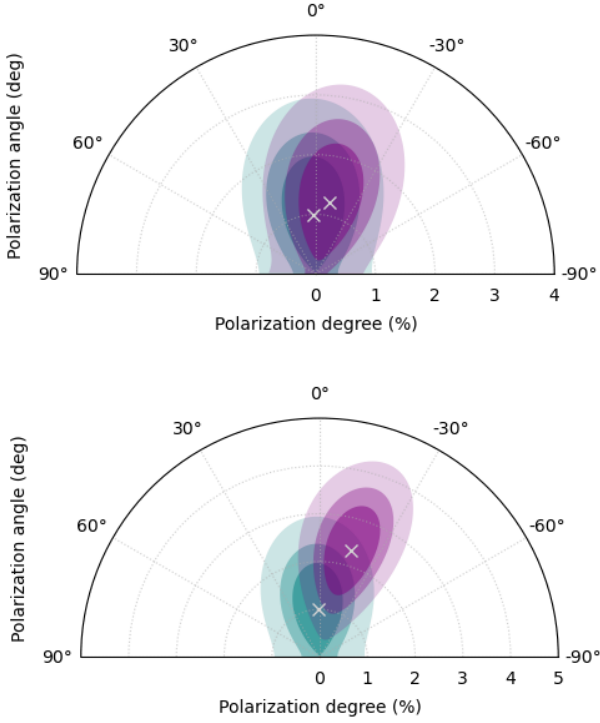 0°
30°
-30°
60°
-60°
Polarization angle (deg)
90°
-90°
0 1 2 3 4
Polarization degree (%)
0°
30°
-30°
60°
-60°
Polarization angle (deg)
90°
-90°
0 1 2 3 4 5
Polarization degree (%)